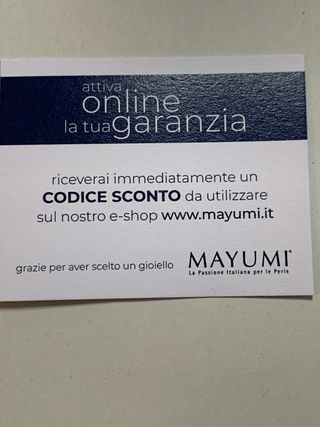 attiva
online
la tua garanzia
riceverai immediatamente un
CODICE SCONTO da utilizzare
sul nostro e-shop www.mayumi.it
grazie per aver scelto un gioiello MAYUMI®
La Passione Italiana per le Perle